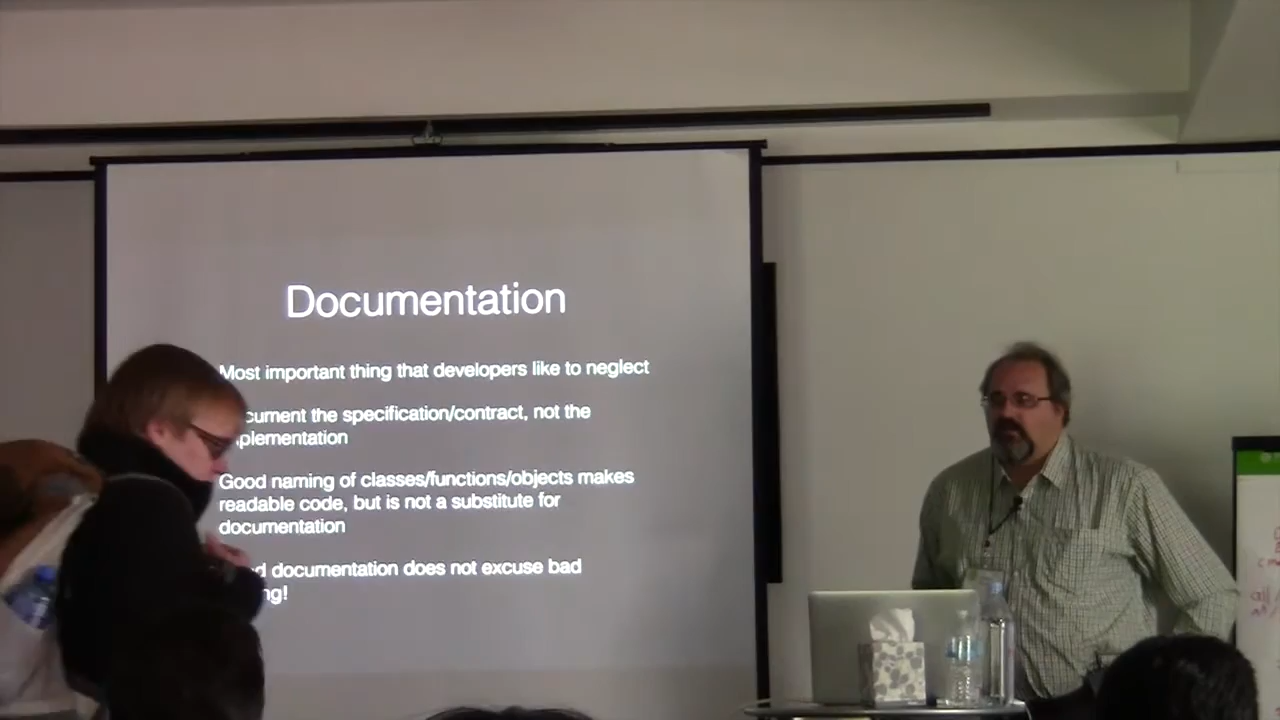 Documentation
Most important thing that developers like to neglect
cument the specification/contract, not the
plementation
Good naming of classes/functions/objects makes
readable code, but is not a substitute for
documentation
d documentation does not excuse bad
ng!
all/